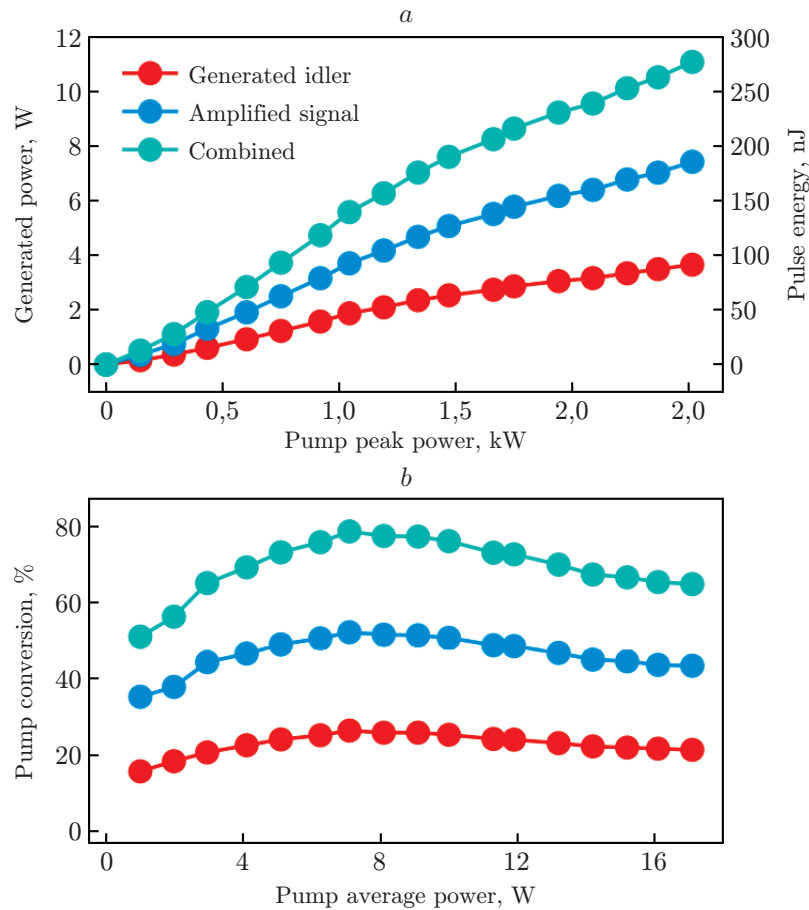 a
12
10
8
6
4
2
0
Generated power, W
Generated idler
Amplified signal
Combined
300
250
200
150
100
50
0
Pulse energy, nJ
0 0,5 1,0 1,5 2,0 2,0
Pump peak power, kW
b
80
60
40
20
0
Pump conversion, %
0 4 8 12 16
Pump average power, W